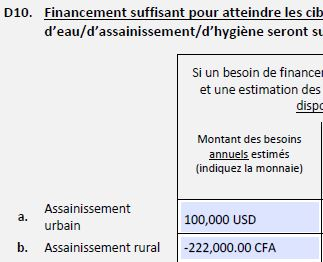 D10. Financement suffisant pour atteindre les cib
d'eau/d'assainissement/d'hygiène seront su
Si un besoin de financer
et une estimation des
dispo
Montant des besoins
annuels estimés
(indiquez la monnaie)
a. Assainissement
urbain
100,000 USD
b. Assainissement rural
-222,000.00 CFA